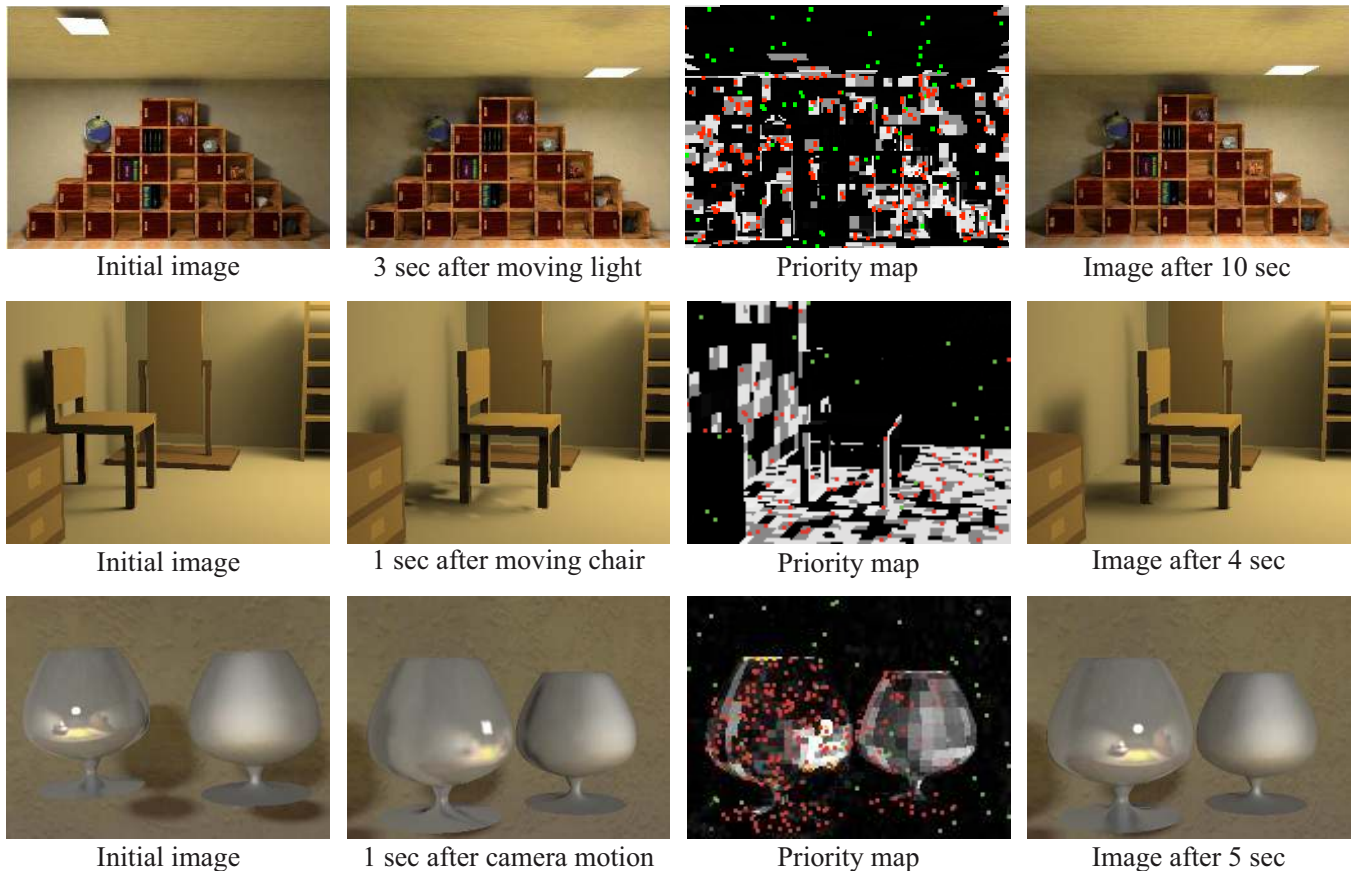 Initial image
3 sec after moving light
Priority map
Image after 10 sec
Initial image
1 sec after moving chair
Priority map
Image after 4 sec
Initial image
1 sec after camera motion
Priority map
Image after 5 sec